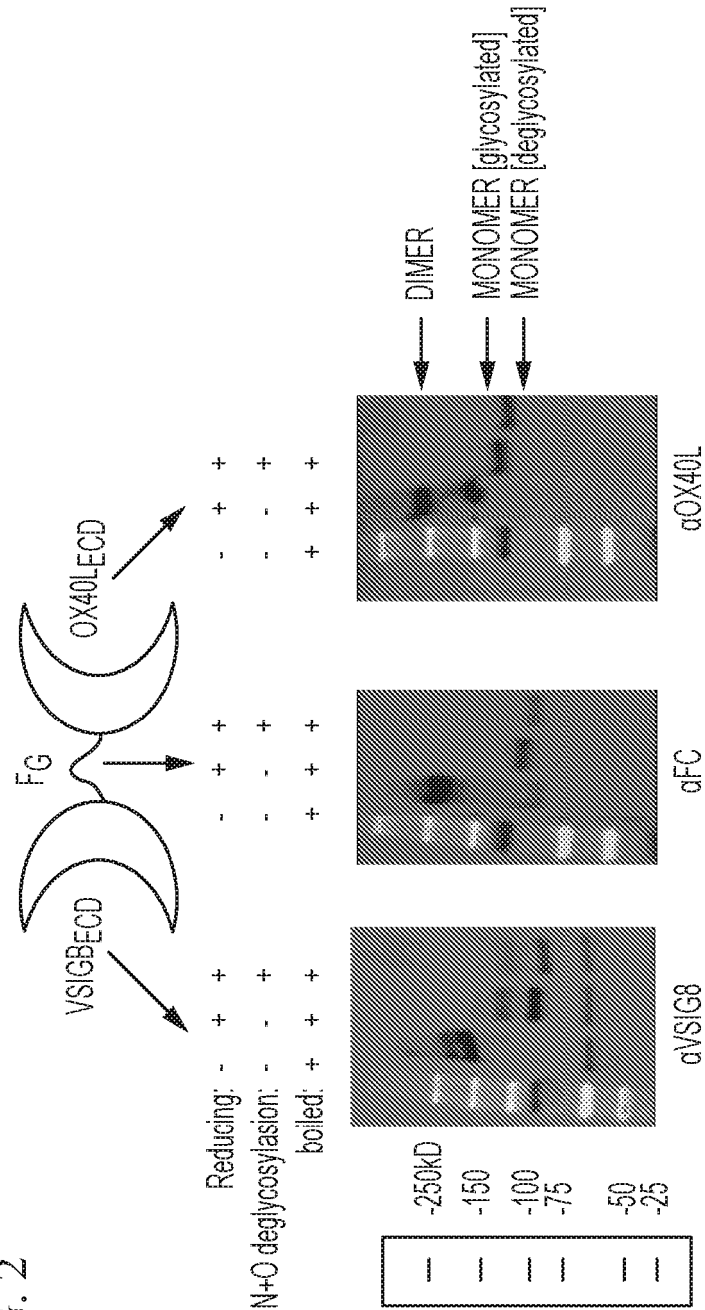 . 2
VSIGBECD
FG
OX40LECD
Reducing: - + + - + + - + +
N+O deglycosylasion: - - + - - + - - +
boiled: + + + + + + + + +
-250kD
-150
-100
-75
-50
-25
αVSIG8
αFC
αOX40L
DIMER
MONOMER [glycosylated]
MONOMER [deglycosylated]